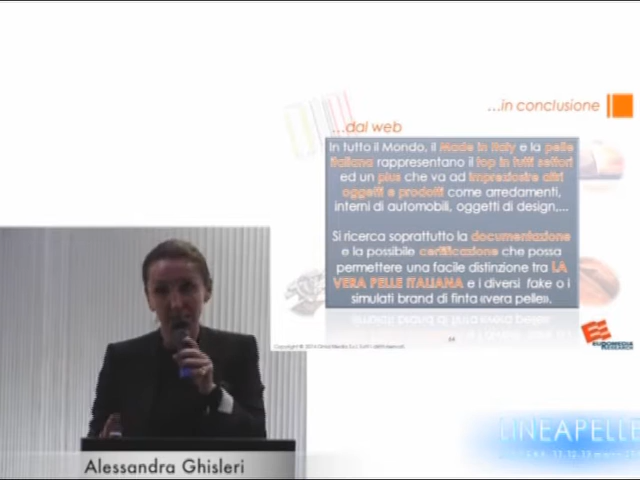 ...in conclusione
...dal web
In tutto il Mondo, il Made in Italy e la pelle
italiana rappresentano il top in tutti settori
ed un plus che va ad impreziosire altri
oggetti e prodotti come arredamenti,
interni di automobili, oggetti di design,...
Si ricerca soprattutto la documentazione
e la possibile certificazione che possa
permettere una facile distinzione tra LA
VERA PELLE ITALIANA e i diversi fake o i
simulati brand di finta «vera pelle».
EUROMEDIA
RESEARCH
LINEAPELLE
Alessandra Ghisleri